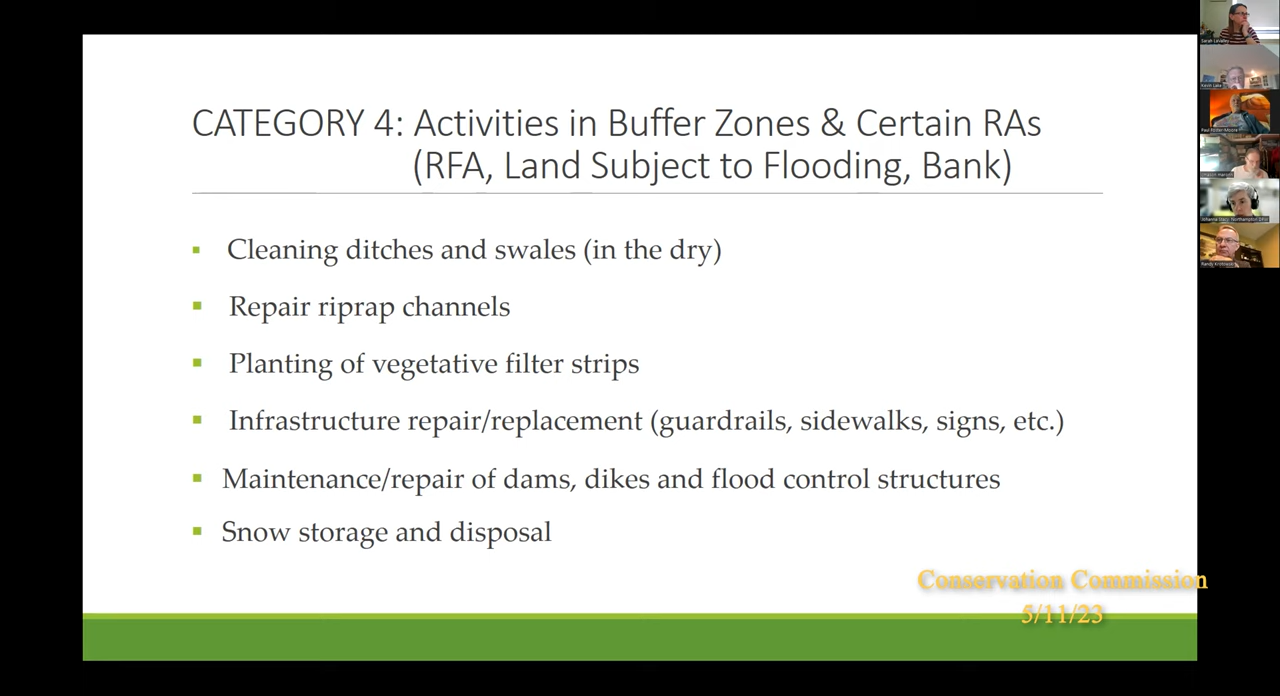 CATEGORY 4: Activities in Buffer Zones & Certain RAs
(RFA, Land Subject to Flooding, Bank)
Cleaning ditches and swales (in the dry)
Repair riprap channels
Planting of vegetative filter strips
Infrastructure repair/replacement (guardrails, sidewalks, signs, etc.)
Maintenance/repair of dams, dikes and flood control structures
Snow storage and disposal
Conservation Commission
5/11/23
Kevin Lake